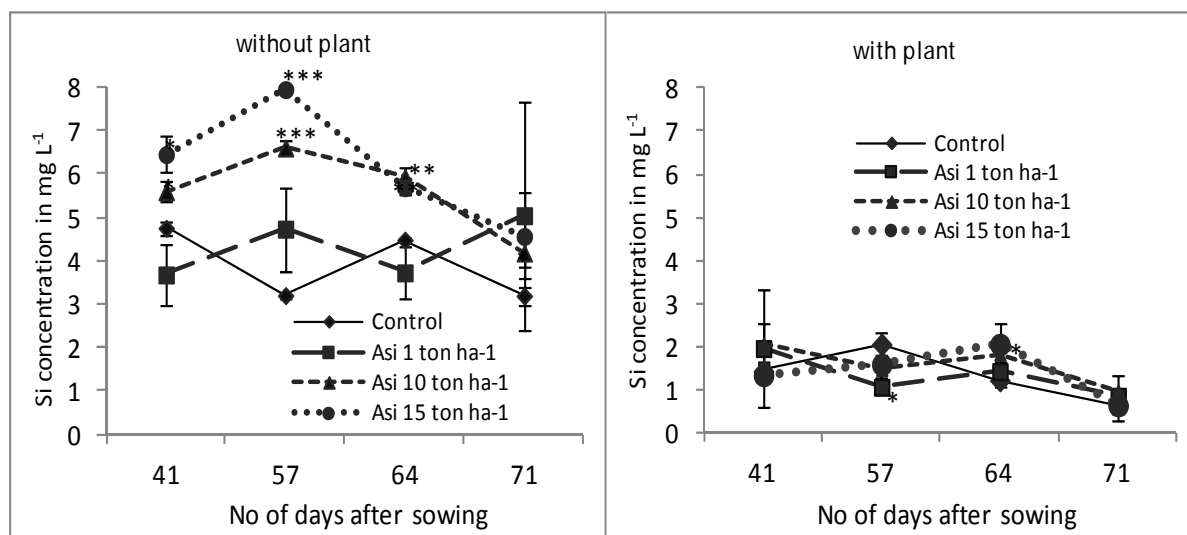 without plant
Si concentration in mg L-1
8
7
6
5
4
3
2
1
0
***
*
***
**
**
Control
Asi 1 ton ha-1
Asi 10 ton ha-1
Asi 15 ton ha-1
41 57 64 71
No of days after sowing
with plant
Si concentration in mg L-1
8
7
6
5
4
3
2
1
0
Control
Asi 1 ton ha-1
Asi 10 ton ha-1
Asi 15 ton ha-1
*
*
41 57 64 71
No of days after sowing